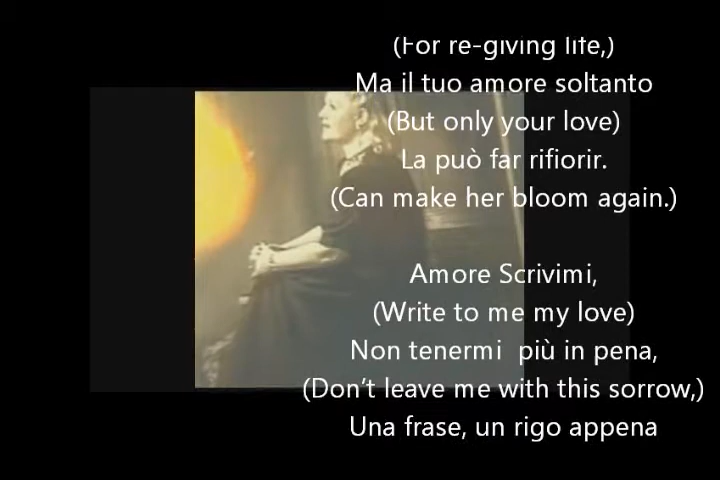 (For re-giving life,)
Ma il tuo amore soltanto
(But only your love)
La può far rifiorir.
(Can make her bloom again.)
Amore Scrivimi,
(Write to me my love)
Non tenermi  più in pena,
(Don't leave me with this sorrow,)
Una frase, un rigo appena